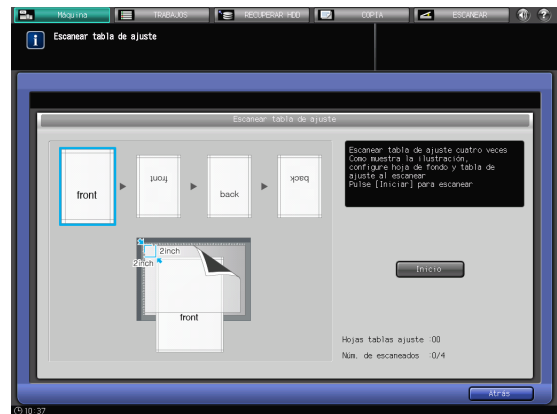 Máquina
TRABAJOS
RECUPERAR HDD
COPIA
ESCANEAR
Escanear tabla de ajuste
Escanear tabla de ajuste
front
front
back
back
Escanear tabla de ajuste cuatro veces
Como muestra la ilustración,
configure hoja de fondo y tabla de
ajuste al escanear
Pulse [Iniciar] para escanear
2inch
2inch
front
Inicio
Hojas tablas ajuste :00
Núm. de escaneados :0/4
Atrás
10:37